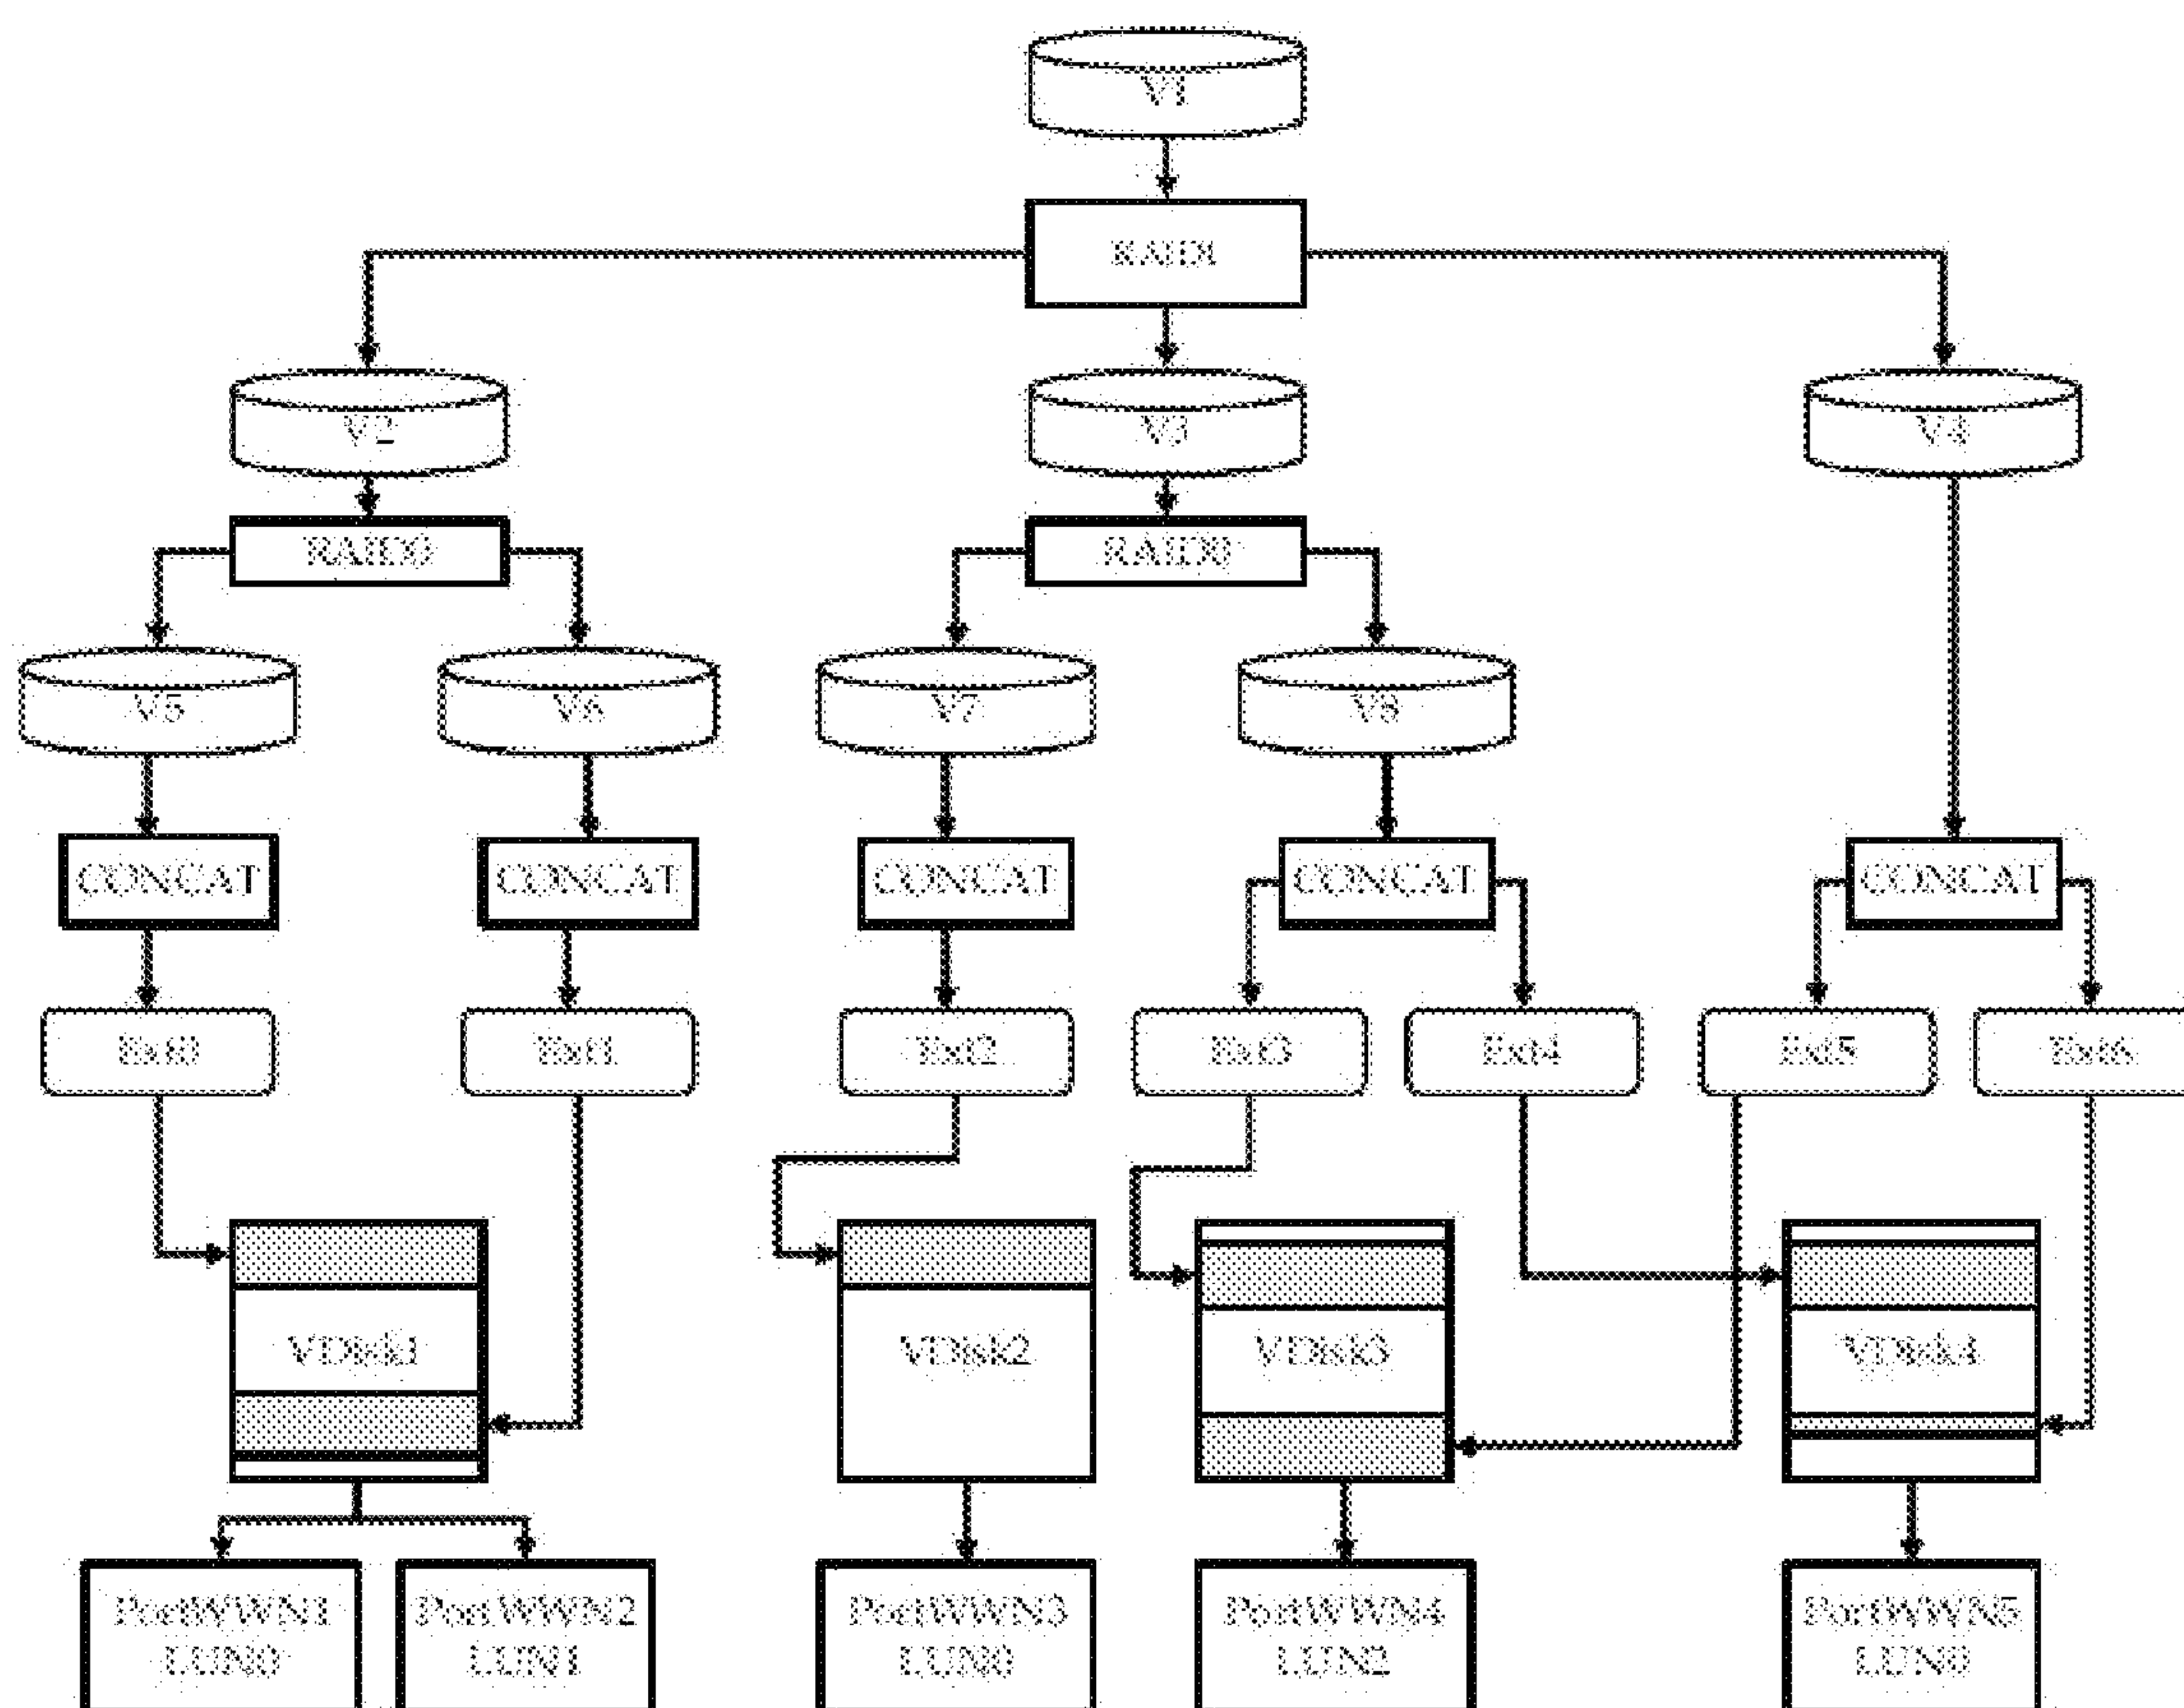 V1
RAID1
V2
V3
V4
RAID0
RAID0
V5
V6
V7
V8
CONCAT
CONCAT
CONCAT
CONCAT
CONCAT
Ext0
Ext1
Ext2
Ext3
Ext4
Ext5
Ext6
VDisk1
VDisk2
VDisk3
VDisk4
PortWWN1
LUN0
PortWWN2
LUN1
PortWWN3
LUN0
PortWWN4
LUN2
PortWWN5
LUN0